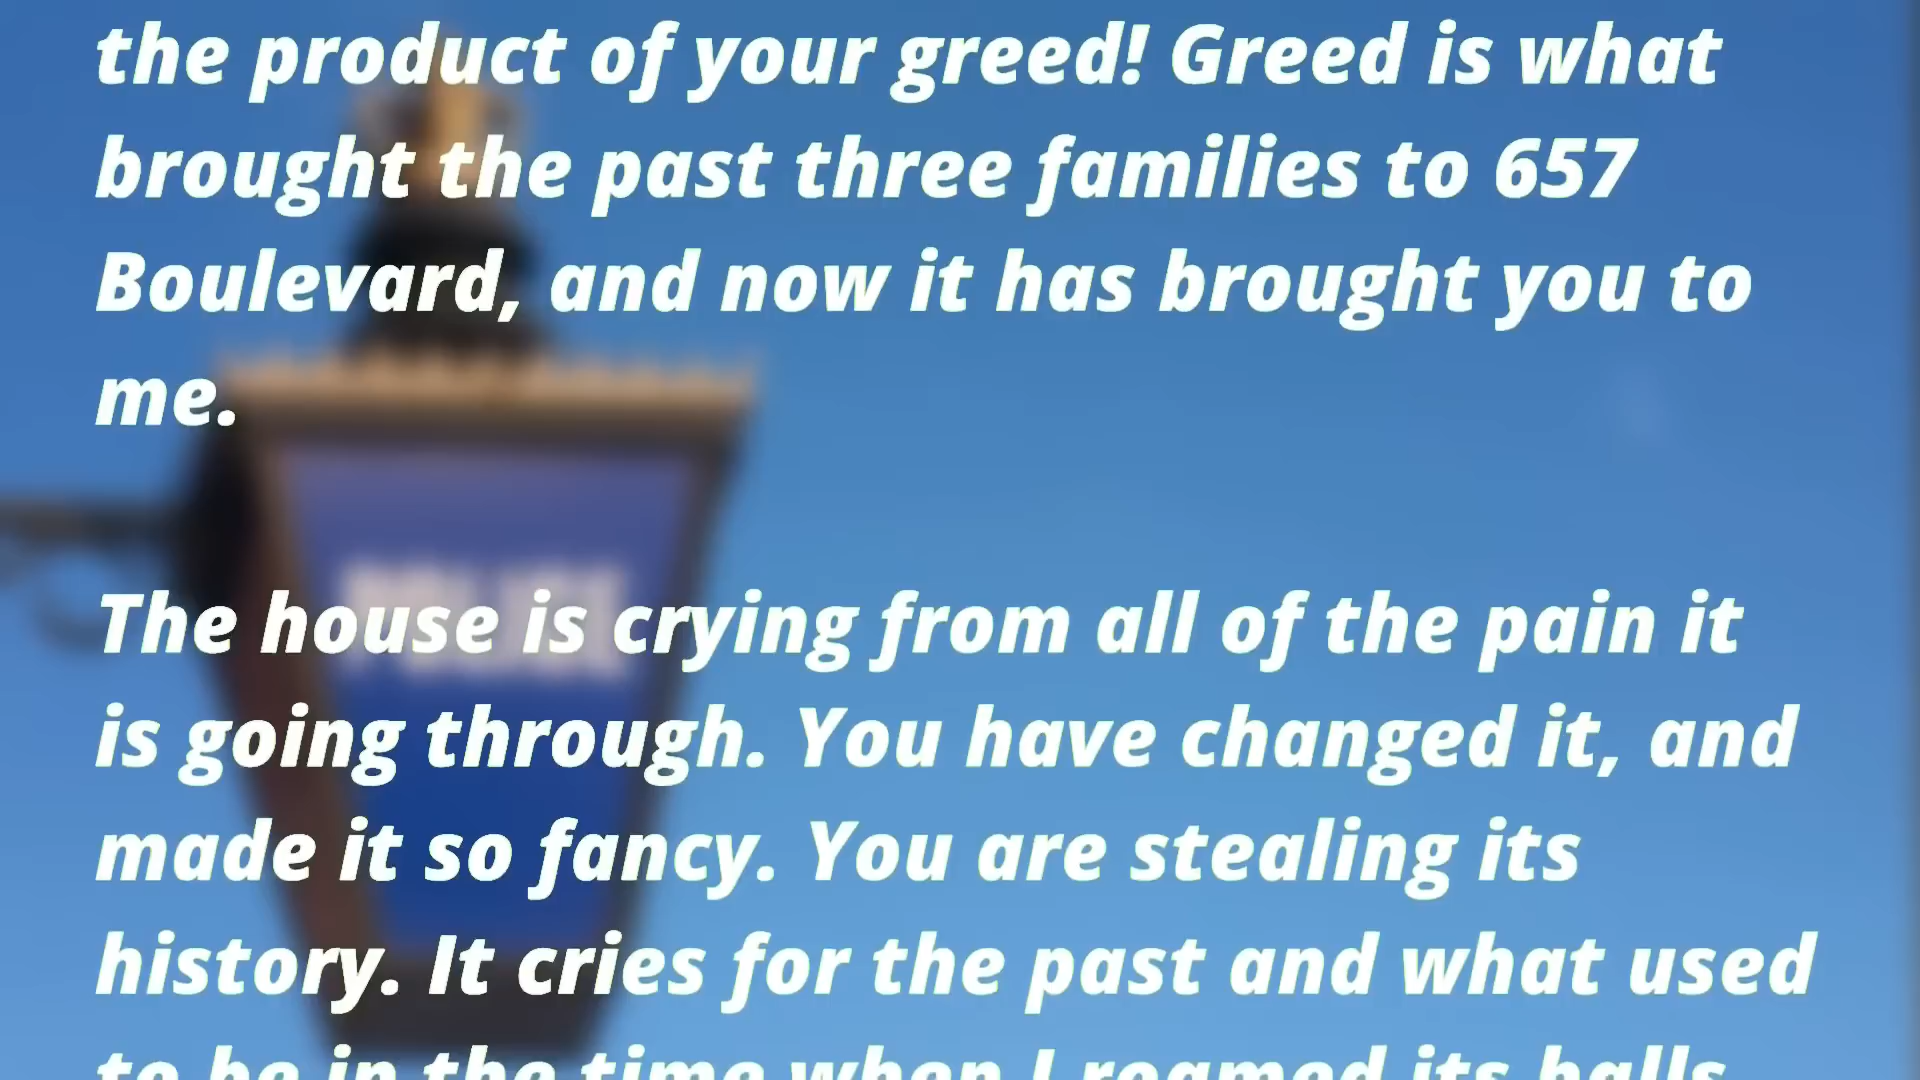 the product of your greed! Greed is what
brought the past three families to 657
Boulevard, and now it has brought you to
me.
The house is crying from all of the pain it
is going through. You have changed it, and
made it so fancy. You are stealing its
history. It cries for the past and what used
to be in the time when I roamed its halls.
POLICE